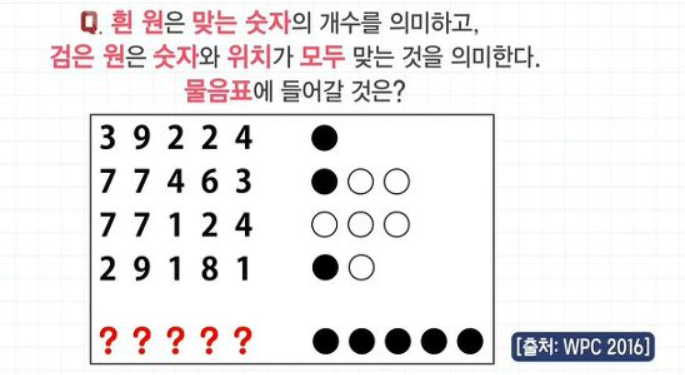 Q. 흰 원은 맞는 숫자의 개수를 의미하고,
검은 원은 숫자와 위치가 모두 맞는 것을 의미한다.
물음표에 들어갈 것은?
3 9 2 2 4
7 7 4 6 3
7 7 1 2 4
2 9 1 8 1
? ? ? ? ?
[출처: WPC 2016]